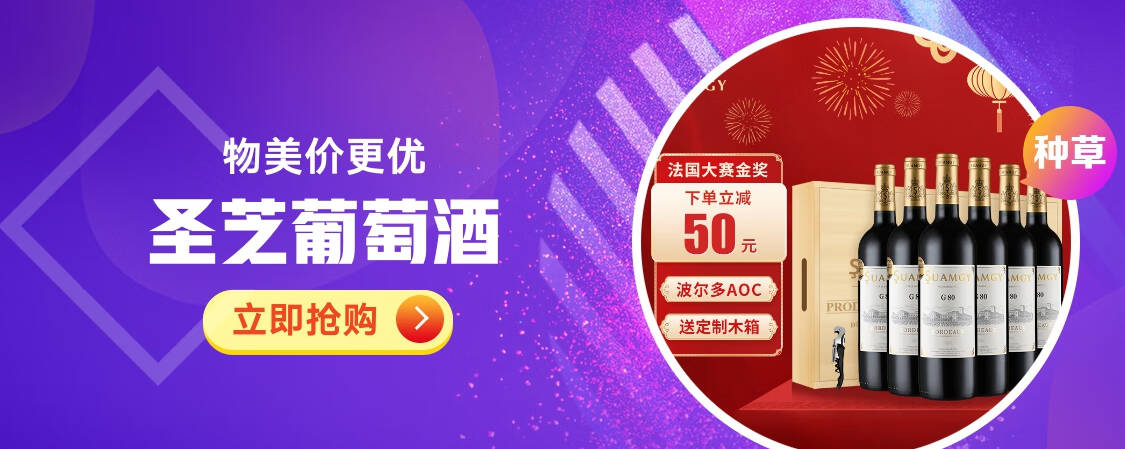 物美价更优
圣芝葡萄酒
立即抢购
法国大赛金奖
下单立减
50元
波尔多AOC
送定制木箱
种草
SUAMGY
G 80